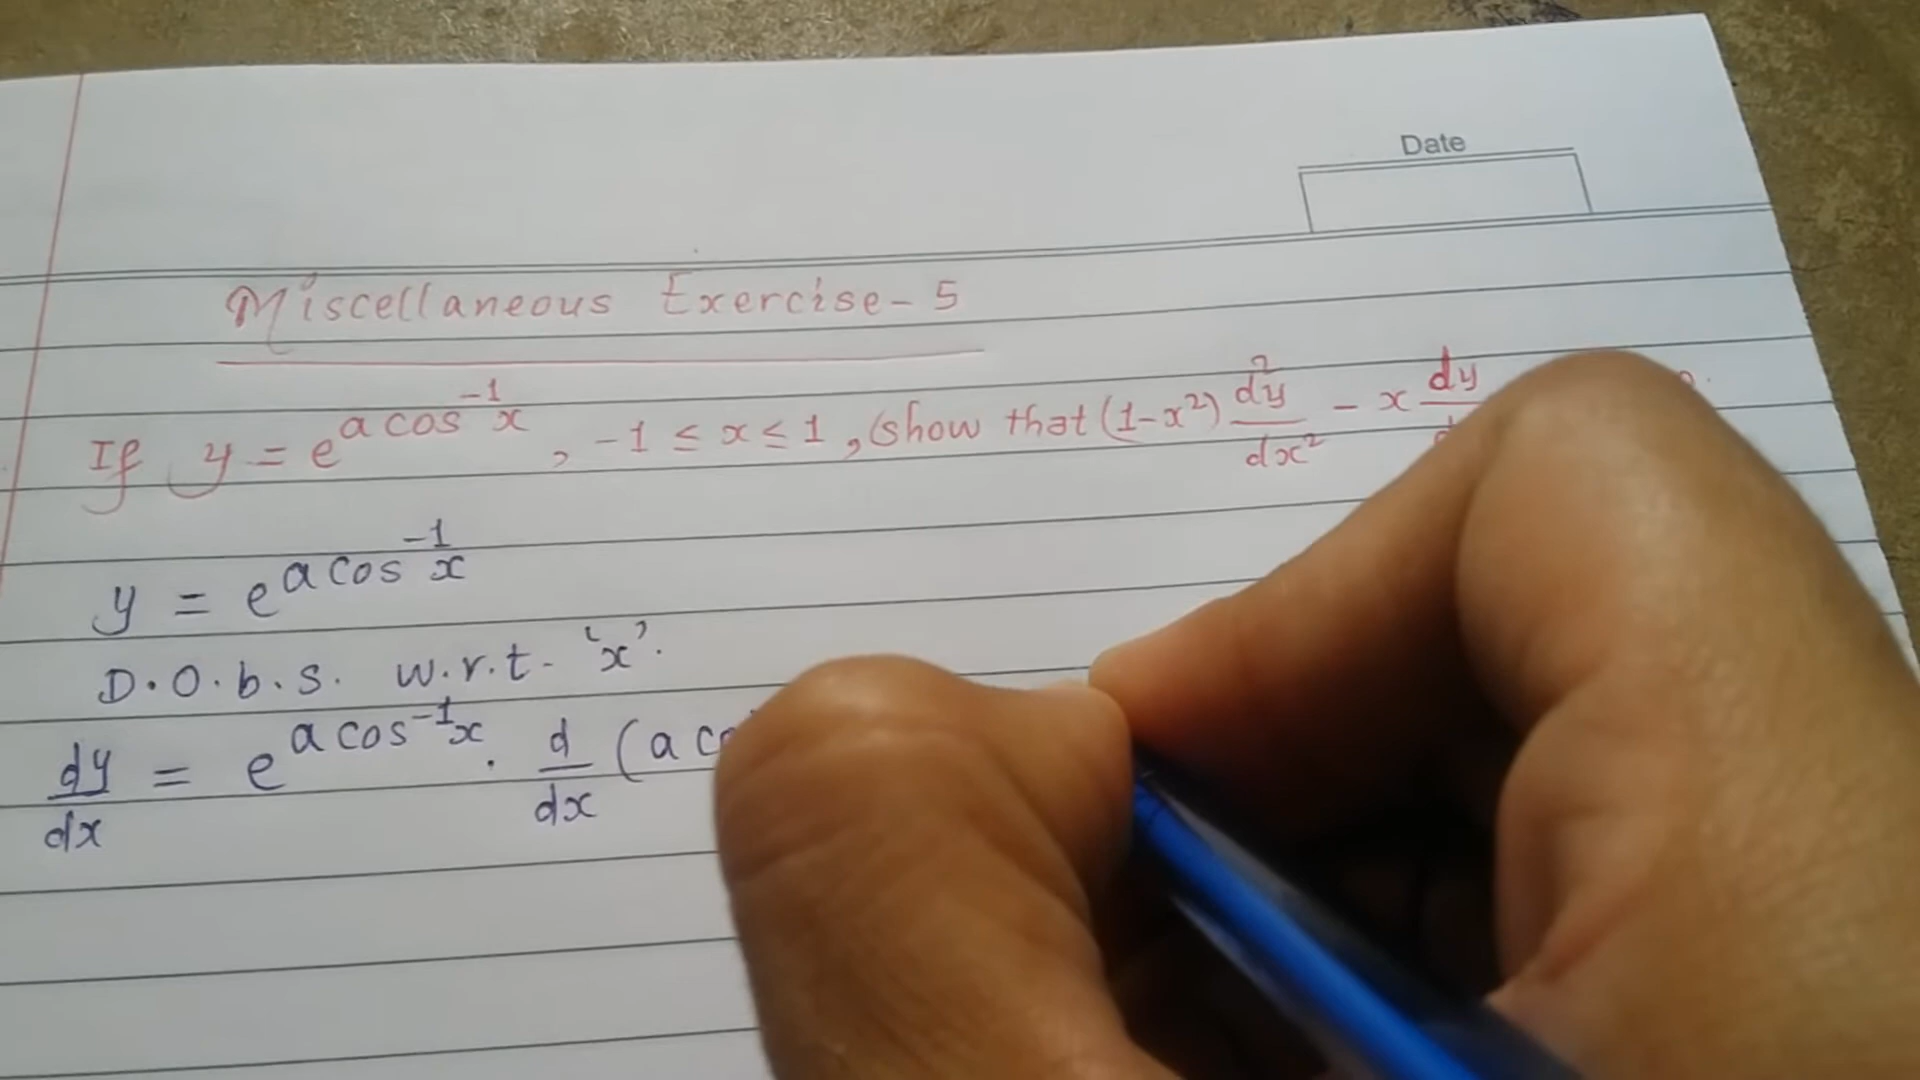 Date
Miscellaneous Exercise-5
If y = e^{a cos^{-1} x}, -1 ≤ x ≤ 1, show that (1-x²) d²y/dx² - x dy
y = e^{a cos^{-1} x}
D.O.b.s. w.r.t. 'x'.
dy/dx = e^{a cos^{-1} x} . d/dx (a co